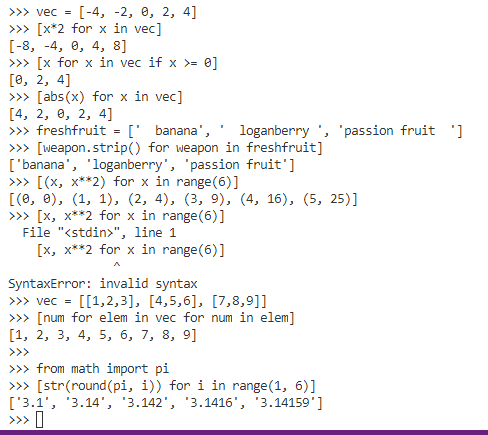 >>> vec = [-4, -2, 0, 2, 4]
>>> [x*2 for x in vec]
[-8, -4, 0, 4, 8]
>>> [x for x in vec if x >= 0]
[0, 2, 4]
>>> [abs(x) for x in vec]
[4, 2, 0, 2, 4]
>>> freshfruit = ['  banana', '  loganberry ', 'passion fruit  ']
>>> [weapon.strip() for weapon in freshfruit]
['banana', 'loganberry', 'passion fruit']
>>> [(x, x**2) for x in range(6)]
[(0, 0), (1, 1), (2, 4), (3, 9), (4, 16), (5, 25)]
>>> [x, x**2 for x in range(6)]
  File "<stdin>", line 1
    [x, x**2 for x in range(6)]
               ^
SyntaxError: invalid syntax
>>> vec = [[1,2,3], [4,5,6], [7,8,9]]
>>> [num for elem in vec for num in elem]
[1, 2, 3, 4, 5, 6, 7, 8, 9]
>>>
>>> from math import pi
>>> [str(round(pi, i)) for i in range(1, 6)]
['3.1', '3.14', '3.142', '3.1416', '3.14159']
>>>